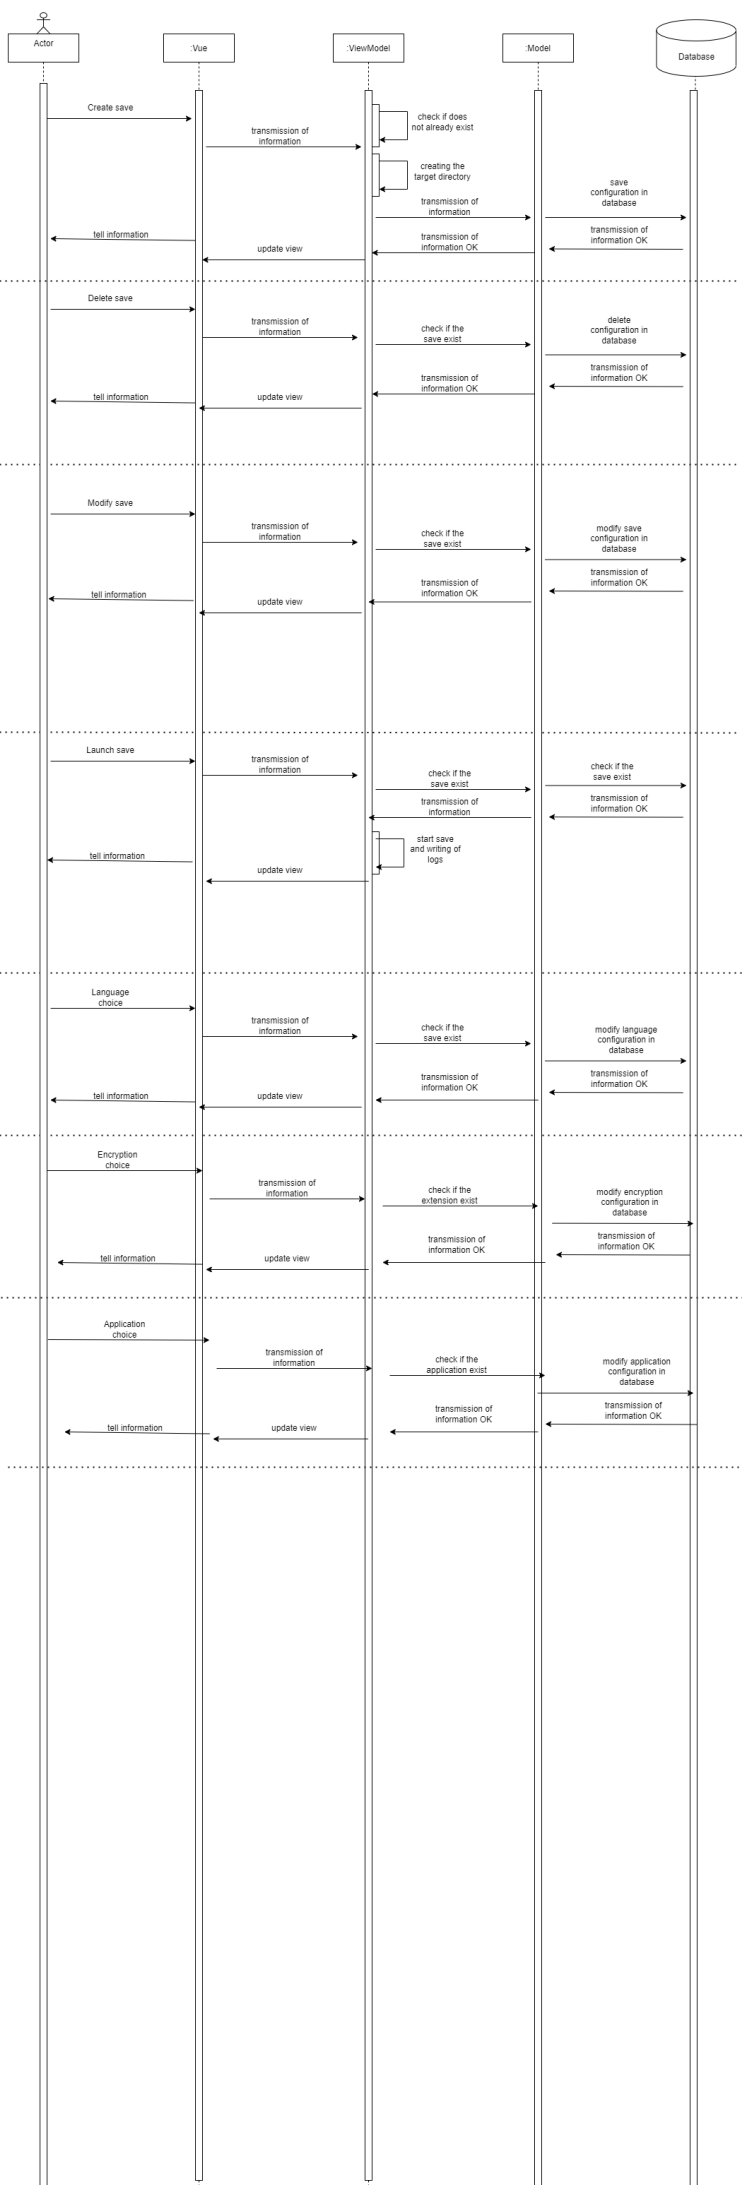 Actor
:Vue
:ViewModel
:Model
Database
Create save
check if does
not already exist
transmission of
information
creating the
target directory
save
configuration in
database
transmission of
information
transmission of
information OK
tell information
transmission of
information OK
update view
Delete save
transmission of
information
check if the
save exist
delete
configuration in
database
transmission of
information OK
transmission of
information OK
tell information
update view
Modify save
transmission of
information
check if the
save exist
modify save
configuration in
database
transmission of
information OK
transmission of
information OK
tell information
update view
Launch save
transmission of
information
check if the
save exist
check if the
save exist
transmission of
information
transmission of
information OK
start save
and writing of
logs
tell information
update view
Language
choice
transmission of
information
check if the
save exist
modify language
configuration in
database
transmission of
information OK
transmission of
information OK
tell information
update view
Encryption
choice
transmission of
information
check if the
extension exist
modify encryption
configuration in
database
transmission of
information OK
transmission of
information OK
tell information
update view
Application
choice
transmission of
information
check if the
application exist
modify application
configuration in
database
transmission of
information OK
transmission of
information OK
tell information
update view